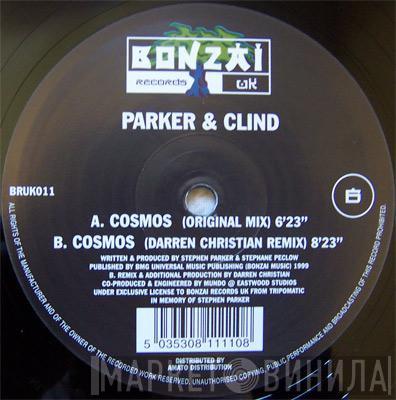 BONZAI
RECORDS UK
PARKER & CLIND
BRUK011
B
A. COSMOS (ORIGINAL MIX) 6'23"
B. COSMOS (DARREN CHRISTIAN REMIX) 8'23"
WRITTEN & PRODUCED BY STEPHEN PARKER & STEPHANE PECLOW
PUBLISHED BY BMG UNIVERSAL MUSIC PUBLISHING (BONZAI MUSIC) 1999
B. REMIX & ADDITIONAL PRODUCTION BY DARREN CHRISTIAN
CO-PRODUCED & ENGINEERED BY MUNDO @ EASTWOOD STUDIOS
UNDER EXCLUSIVE LICENSE TO BONZAI RECORDS UK FROM TRIPOMATIC
IN MEMORY OF STEPHEN PARKER
5 035308 111108
DISTRIBUTED BY
AMATO DISTRIBUTION
ALL RIGHTS OF THE MANUFACTURER AND OF THE OWNER OF THE RECORDED WORK RESERVED. UNAUTHORISED COPYING, PUBLIC PERFORMANCE AND BROADCASTING OF THIS RECORD PROHIBITED.
МАРКЕТ ВИНИЛА